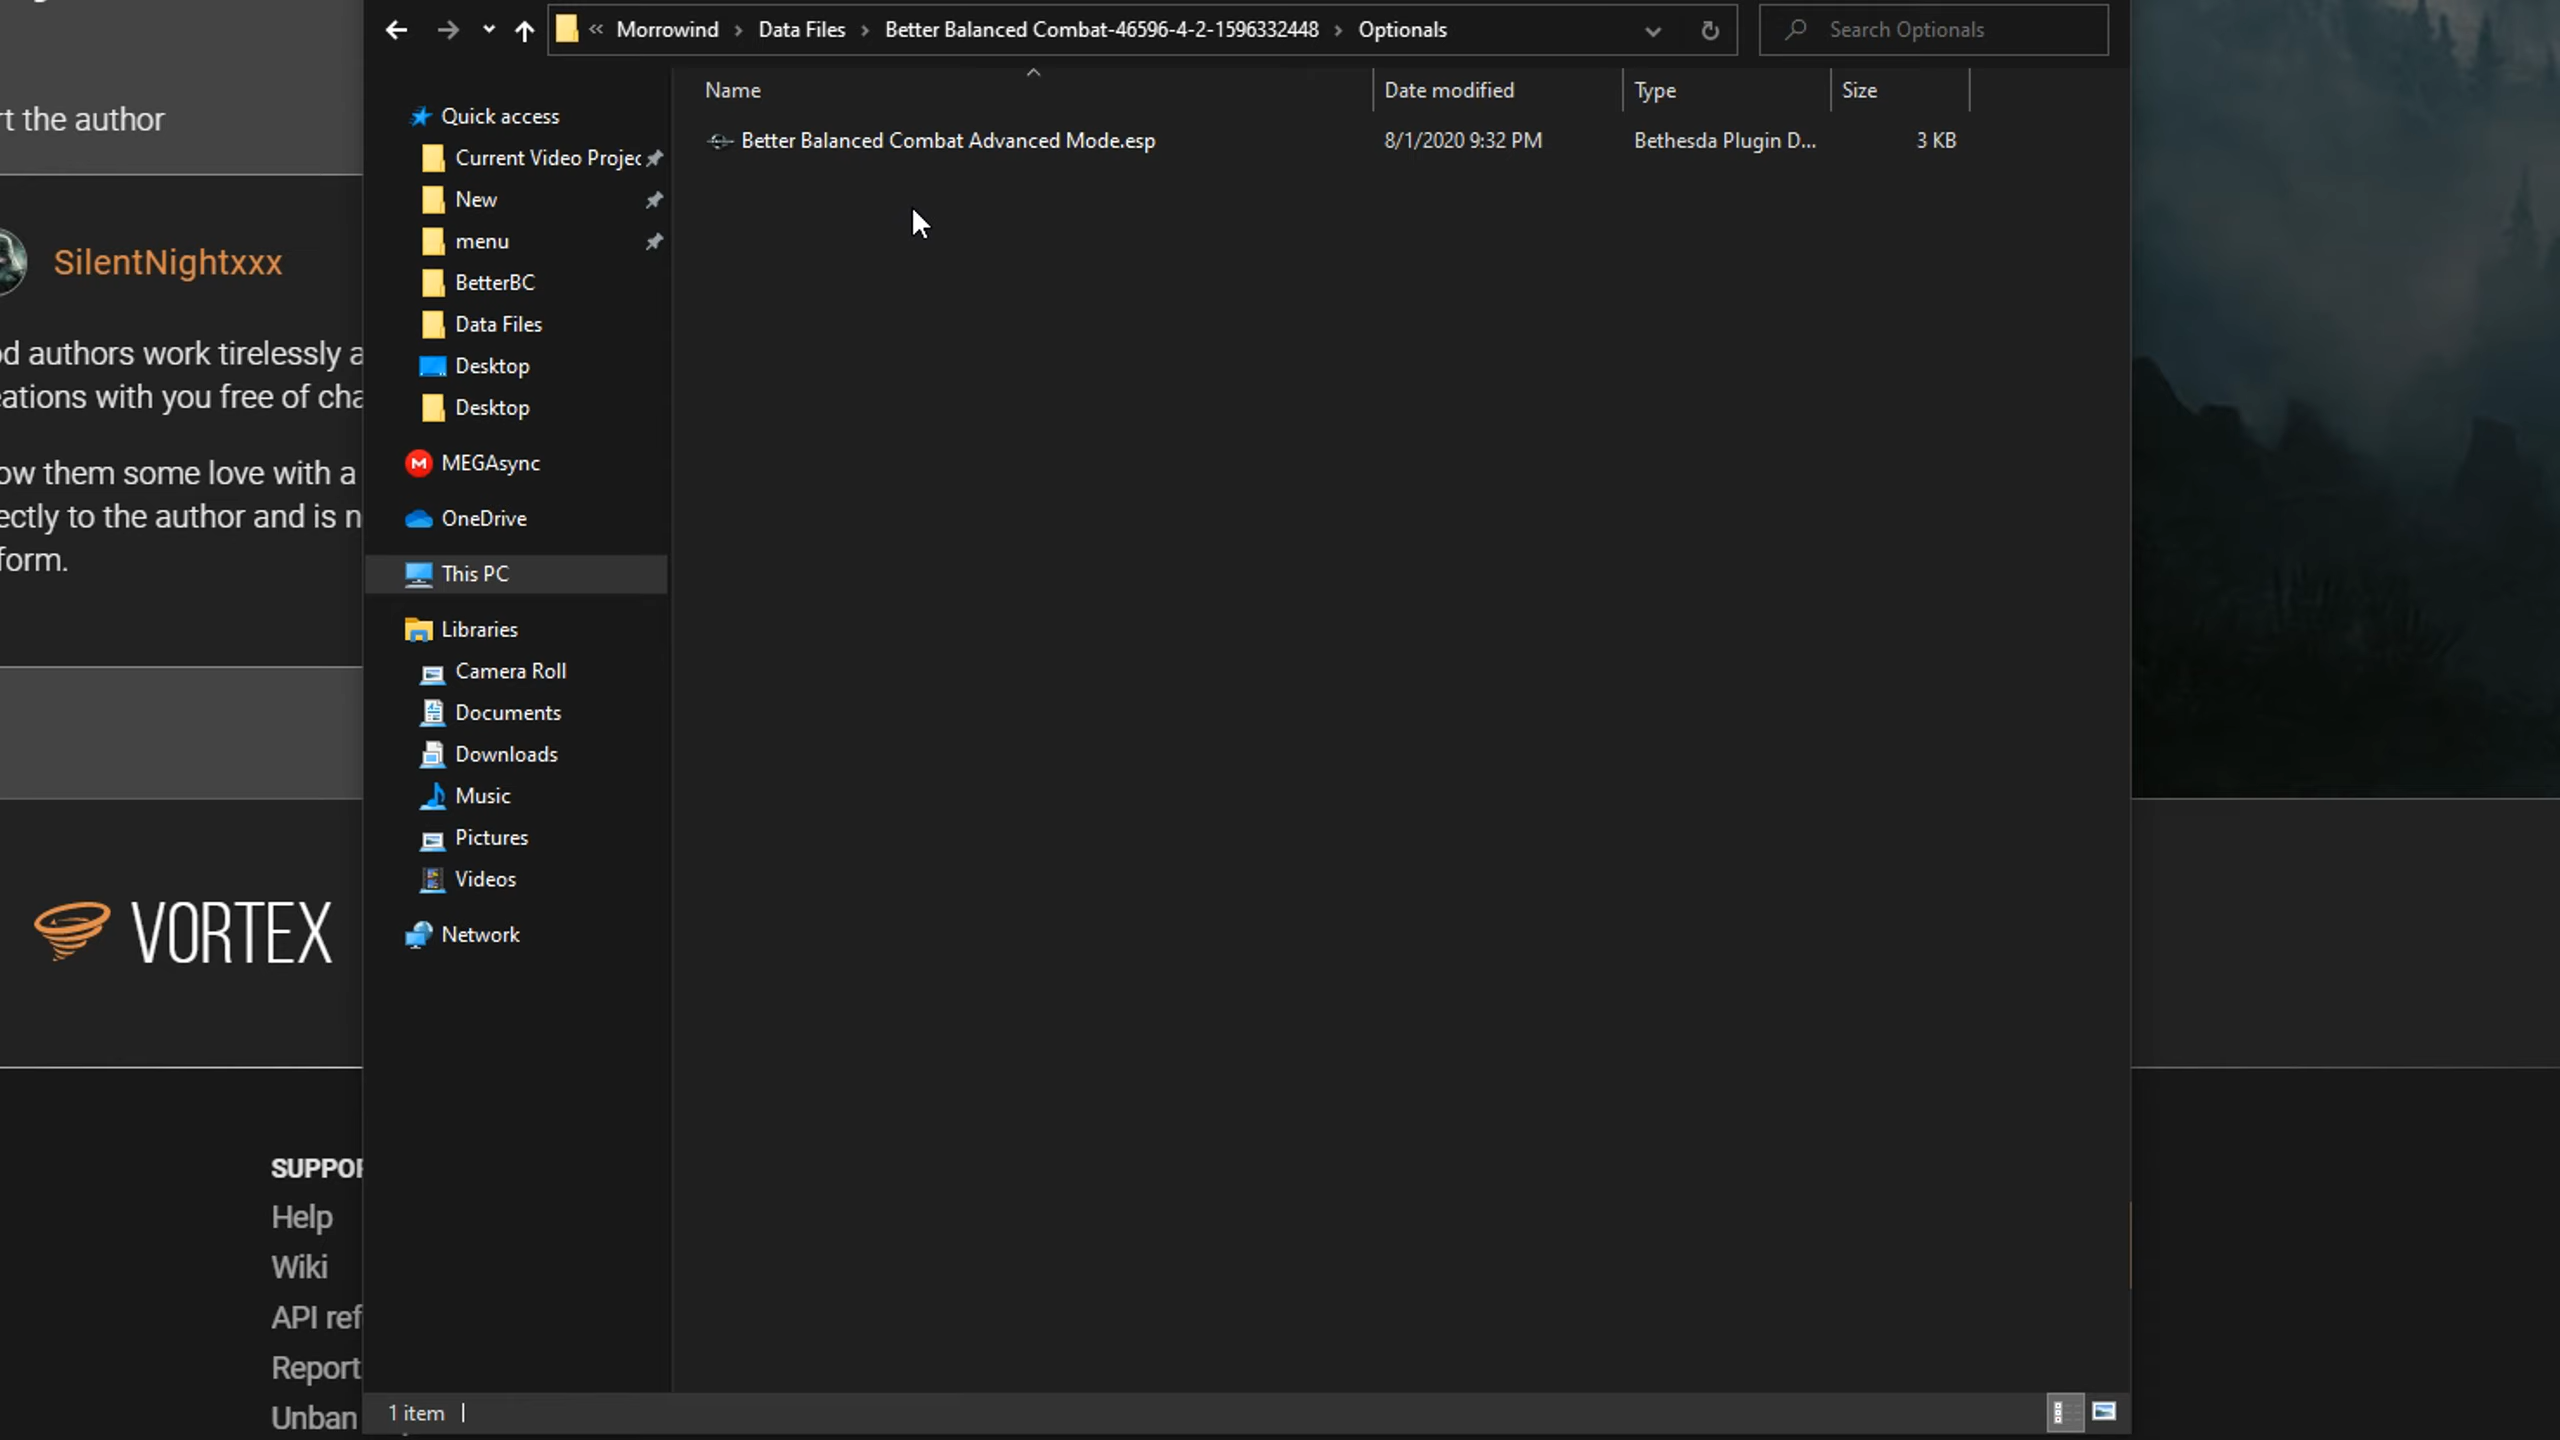 « Morrowind › Data Files › Better Balanced Combat-46596-4-2-1596332448 › Optionals
Search Optionals
Name Date modified Type Size
Better Balanced Combat Advanced Mode.esp 8/1/2020 9:32 PM Bethesda Plugin D... 3 KB
Quick access
Current Video Projec
New
menu
BetterBC
Data Files
Desktop
Desktop
MEGAsync
OneDrive
This PC
Libraries
Camera Roll
Documents
Downloads
Music
Pictures
Videos
Network
1 item
rt the author
SilentNightxxx
od authors work tirelessly a
eations with you free of cha
ow them some love with a
ectly to the author and is n
form.
VORTEX
SUPPOR
Help
Wiki
API ref
Report
Unban